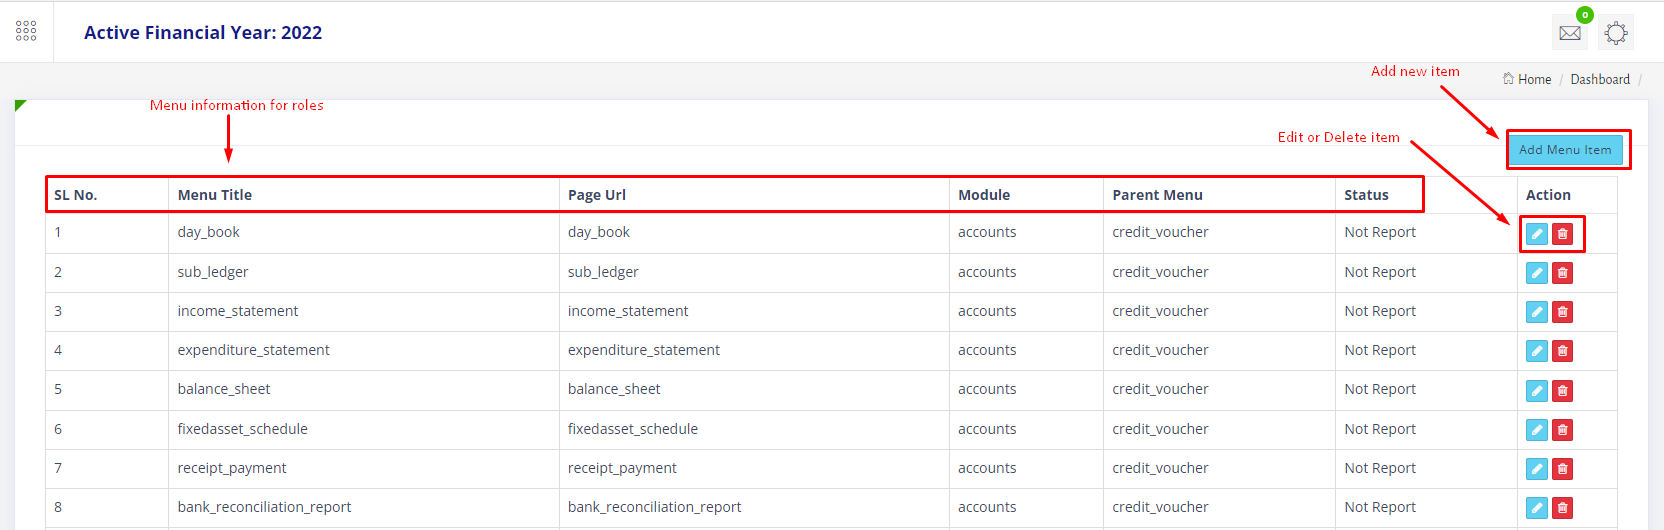 0
Active Financial Year: 2022
Add new item
Home / Dashboard /
Menu information for roles
Edit or Delete item
Add Menu Item
SL No. Menu Title Page Url Module Parent Menu Status Action
1 day_book day_book accounts credit_voucher Not Report
2 sub_ledger sub_ledger accounts credit_voucher Not Report
3 income_statement income_statement accounts credit_voucher Not Report
4 expenditure_statement expenditure_statement accounts credit_voucher Not Report
5 balance_sheet balance_sheet accounts credit_voucher Not Report
6 fixedasset_schedule fixedasset_schedule accounts credit_voucher Not Report
7 receipt_payment receipt_payment accounts credit_voucher Not Report
8 bank_reconciliation_report bank_reconciliation_report accounts credit_voucher Not Report